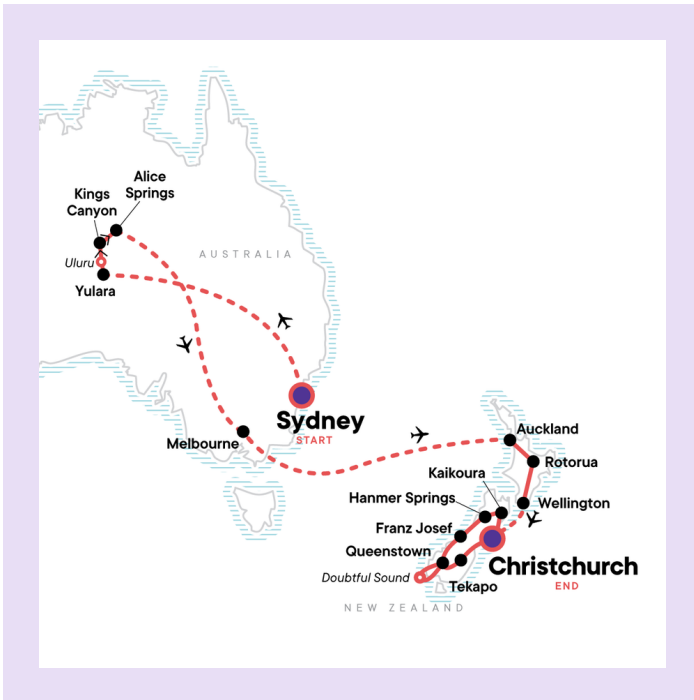 Alice
Springs
Kings
Canyon
AUSTRALIA
Uluru
Yulara
Sydney
START
Melbourne
Auckland
Rotorua
Kaikoura
Hanmer Springs
Wellington
Franz Josef
Queenstown
Christchurch
Doubtful Sound
Tekapo
END
NEW ZEALAND